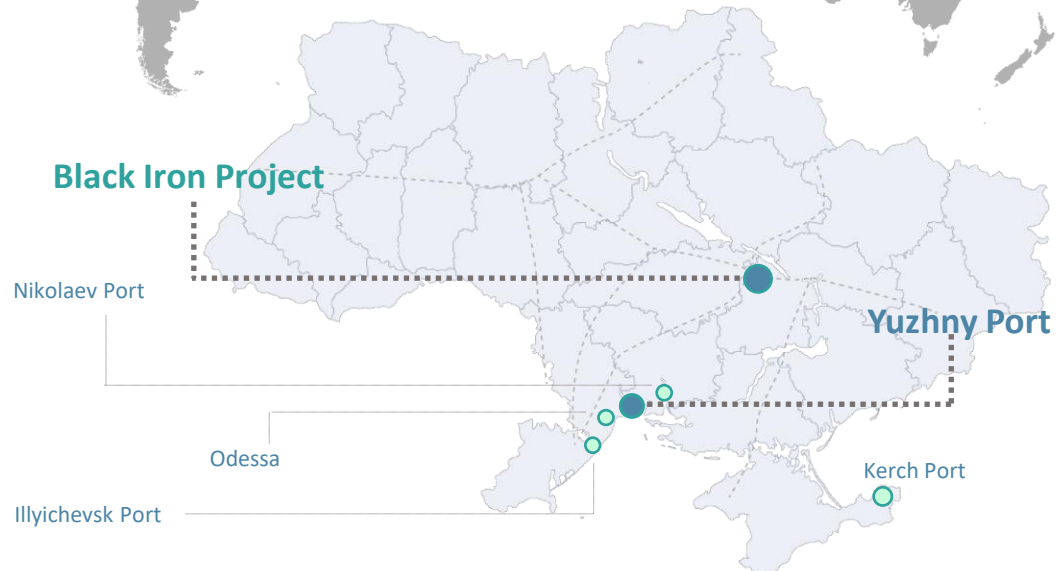 Black Iron Project
Nikolaev Port
Yuzhny Port
Odessa
Kerch Port
Illyichevsk Port